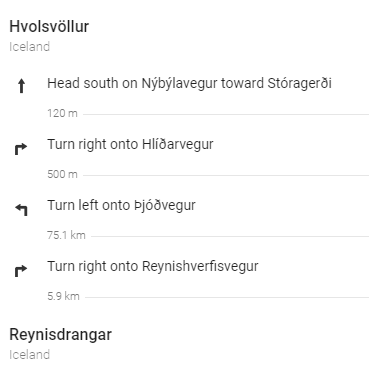 Hvolsvöllur
Iceland
Head south on Nýbýlavegur toward Stóragerði
120 m
Turn right onto Hlíðarvegur
500 m
Turn left onto Þjóðvegur
75.1 km
Turn right onto Reynishverfisvegur
5.9 km
Reynisdrangar
Iceland